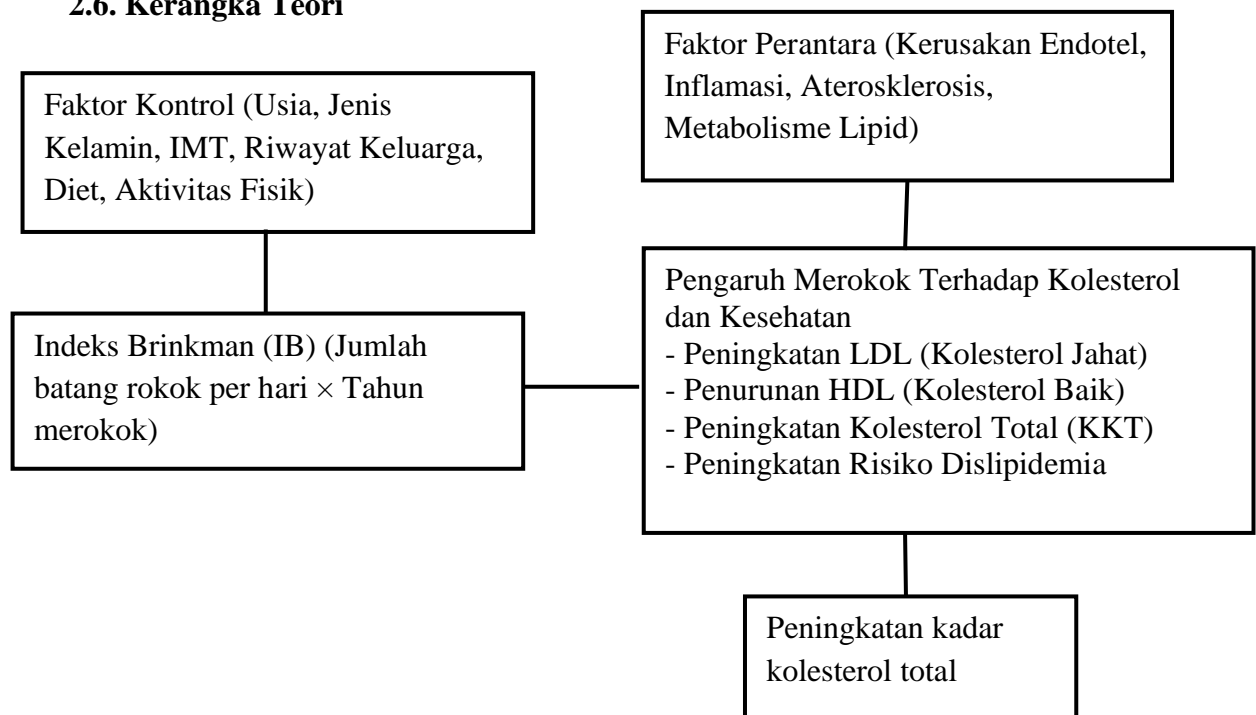 2.6. Kerangka Teori
Faktor Kontrol (Usia, Jenis
Kelamin, IMT, Riwayat Keluarga,
Diet, Aktivitas Fisik)
Faktor Perantara (Kerusakan Endotel,
Inflamasi, Aterosklerosis,
Metabolisme Lipid)
Indeks Brinkman (IB) (Jumlah
batang rokok per hari × Tahun
merokok)
Pengaruh Merokok Terhadap Kolesterol
dan Kesehatan
- Peningkatan LDL (Kolesterol Jahat)
- Penurunan HDL (Kolesterol Baik)
- Peningkatan Kolesterol Total (KKT)
- Peningkatan Risiko Dislipidemia
Peningkatan kadar
kolesterol total